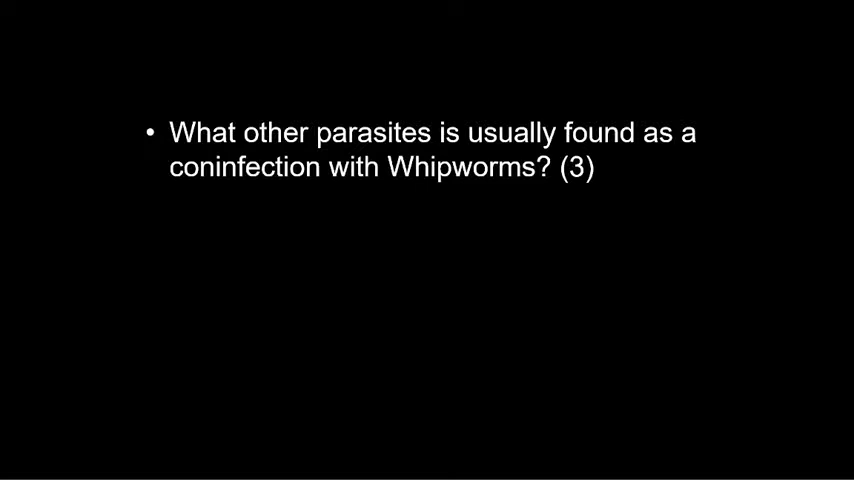 • What other parasites is usually found as a
coninfection with Whipworms? (3)